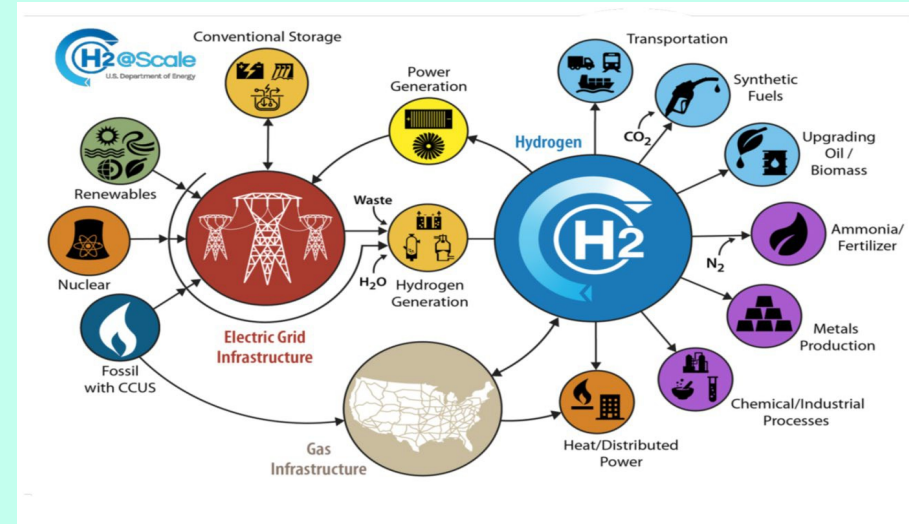 H2@Scale
U.S. Department of Energy
Conventional Storage
Power
Generation
Transportation
Synthetic
Fuels
CO₂
Hydrogen
Upgrading
Oil /
Biomass
Renewables
Waste
H2
Ammonia/
Fertilizer
N₂
Nuclear
H₂O
Hydrogen
Generation
Electric Grid
Infrastructure
Metals
Production
Fossil
with CCUS
Chemical/Industrial
Processes
Gas
Infrastructure
Heat/Distributed
Power